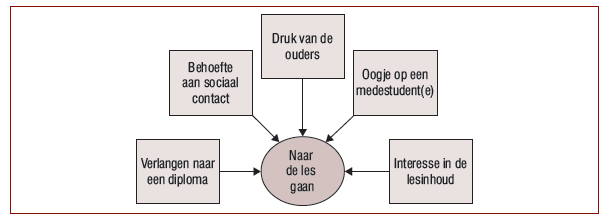 Druk van de
ouders
Behoefte
aan sociaal
contact
Oogje op een
medestudent(e)
Verlangen naar
een diploma
Naar
de les
gaan
Interesse in de
lesinhoud